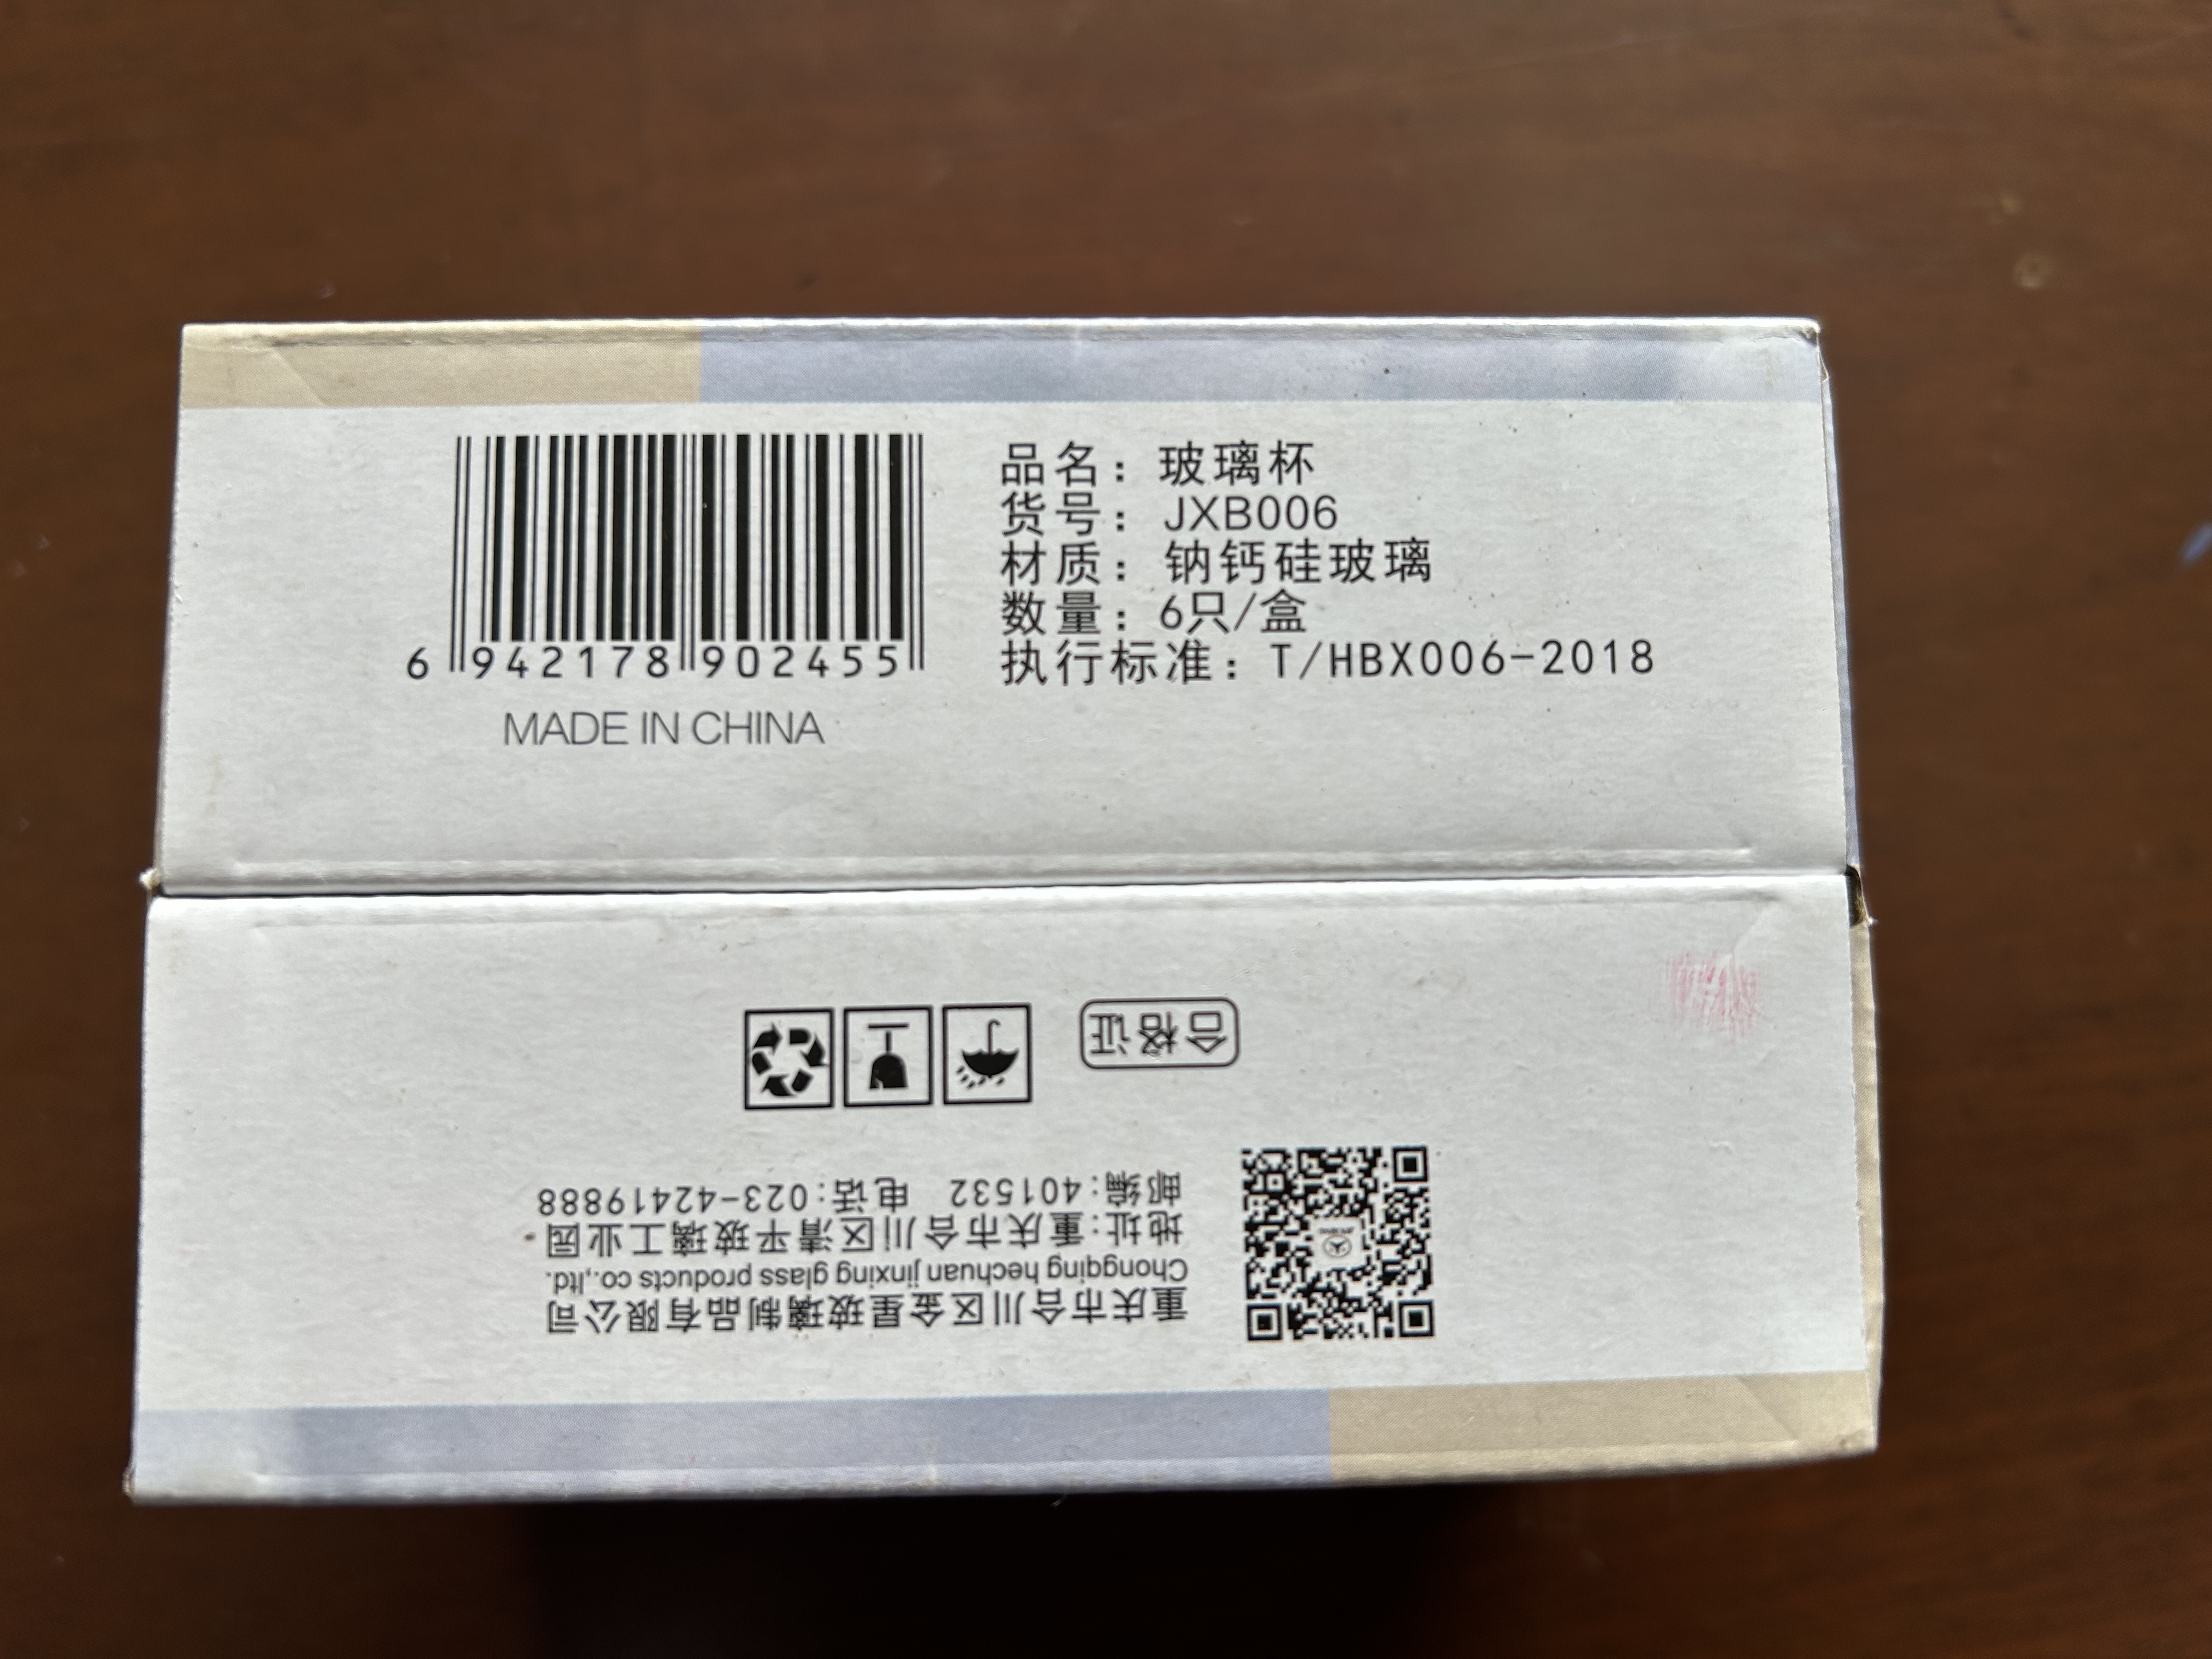 品名：玻璃杯
货号：JXB006
材质：钠钙硅玻璃
数量：6只/盒
执行标准：T/HBX006-2018
6 942178 902455
MADE IN CHINA
合格证
重庆市合川区金星玻璃制品有限公司
Chongqing hechuan jinxing glass products co.,ltd.
地址:重庆市合川区清平玻璃工业园
邮编:401532 电话:023-42419888